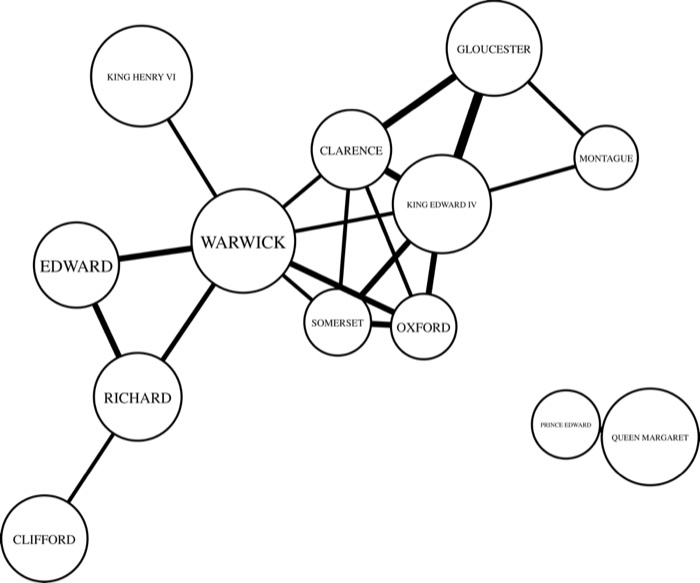 GLOUCESTER
KING HENRY VI
CLARENCE
MONTAGUE
KING EDWARD IV
WARWICK
EDWARD
SOMERSET
OXFORD
RICHARD
PRINCE EDWARD
QUEEN MARGARET
CLIFFORD